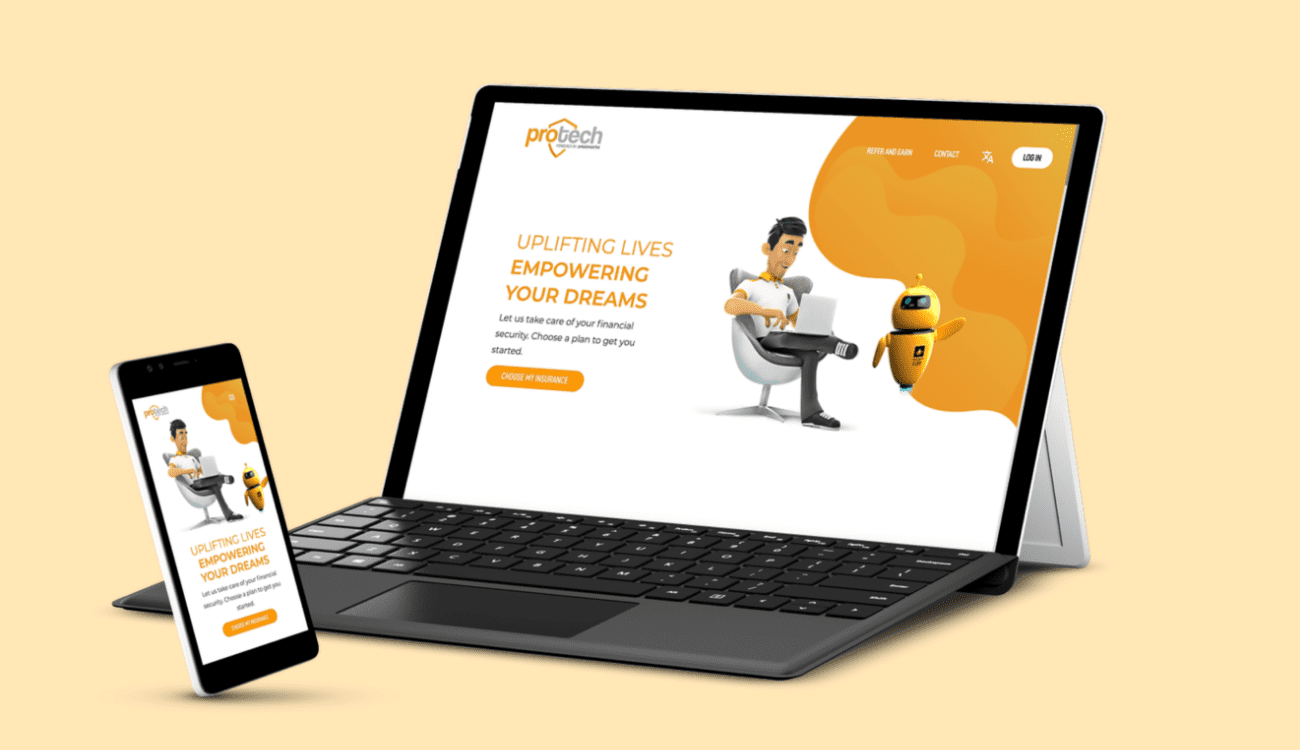 protech
REFER AND EARN
CONTACT
LOG IN
UPLIFTING LIVES
EMPOWERING
YOUR DREAMS
Let us take care of your financial
security. Choose a plan to get you
started.
CHOOSE MY INSURANCE
protech
UPLIFTING LIVES
EMPOWERING
YOUR DREAMS
Let us take care of your financial
security. Choose a plan to get you
started.
CHOOSE MY INSURANCE